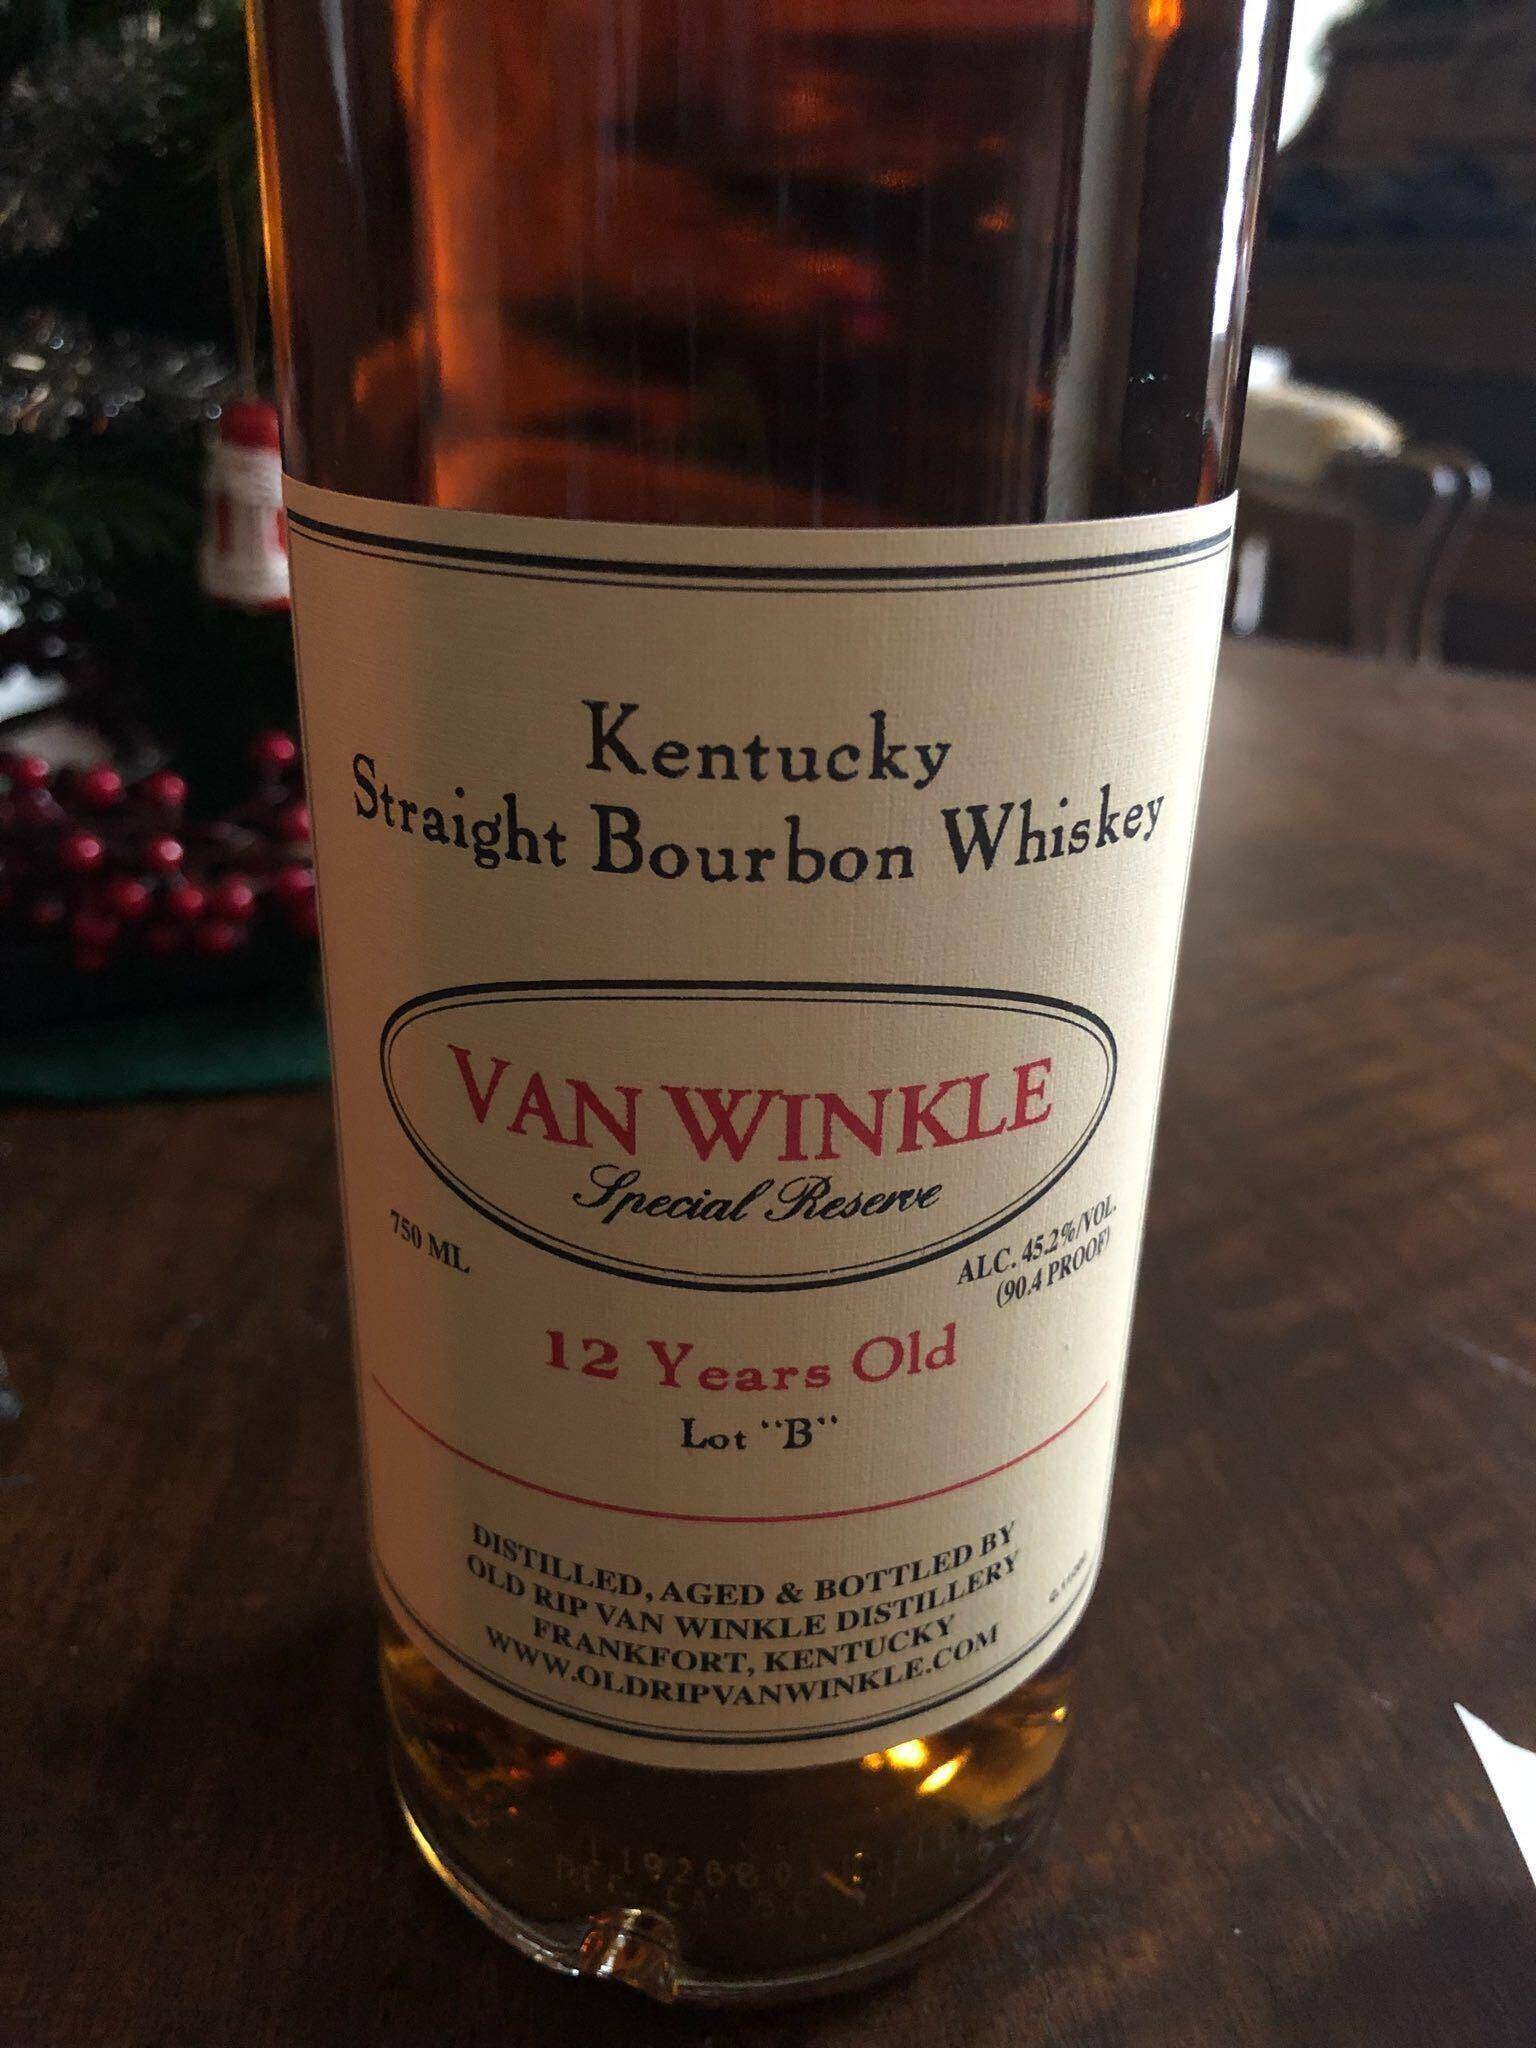 Kentucky
Straight Bourbon Whiskey
VAN WINKLE
Special Reserve
750 ML
ALC. 45.2%/VOL.
(90.4 PROOF)
12 Years Old
Lot "B"
DISTILLED, AGED & BOTTLED BY
OLD RIP VAN WINKLE DISTILLERY
FRANKFORT, KENTUCKY
WWW.OLDRIPVANWINKLE.COM